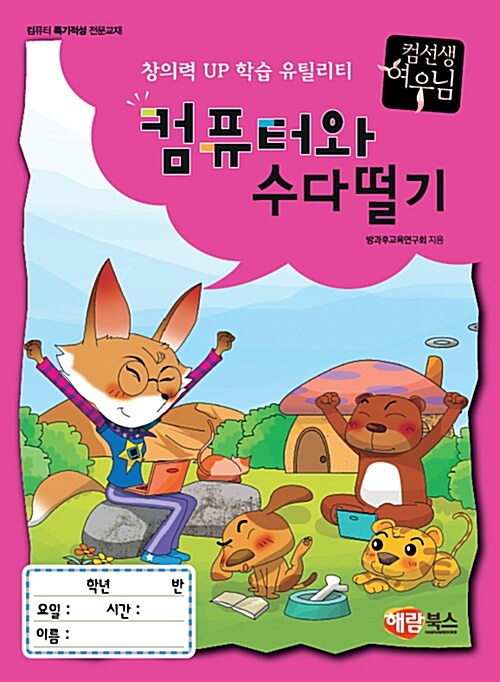 컴퓨터 특기적성 전문교재
컴선생
여우님
창의력 UP 학습 유틸리티
컴퓨터와
수다떨기
방과후교육연구회 지음
학년 반
요일 : 시간 :
이름 :
해람북스